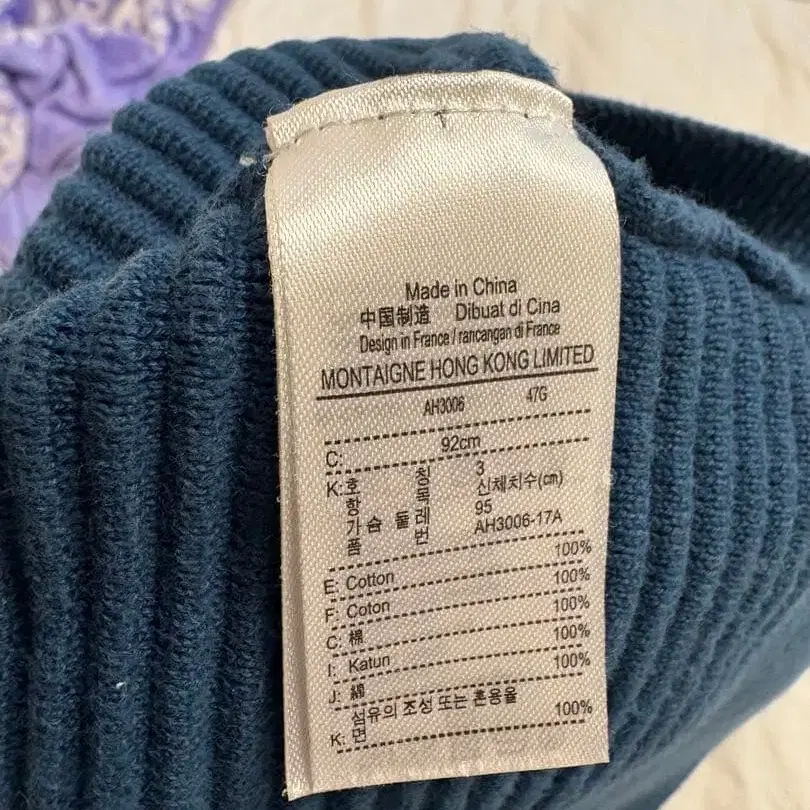 Made in China
中国制造 Dibuat di Cina
Design in France / rancangan di France
MONTAIGNE HONG KONG LIMITED
AH3006 47G
C: 92cm
K: 호 칭 3
항 목 신체치수(cm)
가 슴 둘 레 95
품 번 AH3006-17A
E: Cotton 100%
F: Coton 100%
C: 棉 100%
I: Katun 100%
J: 綿 100%
섬유의 조성 또는 혼용율
K: 면 100%